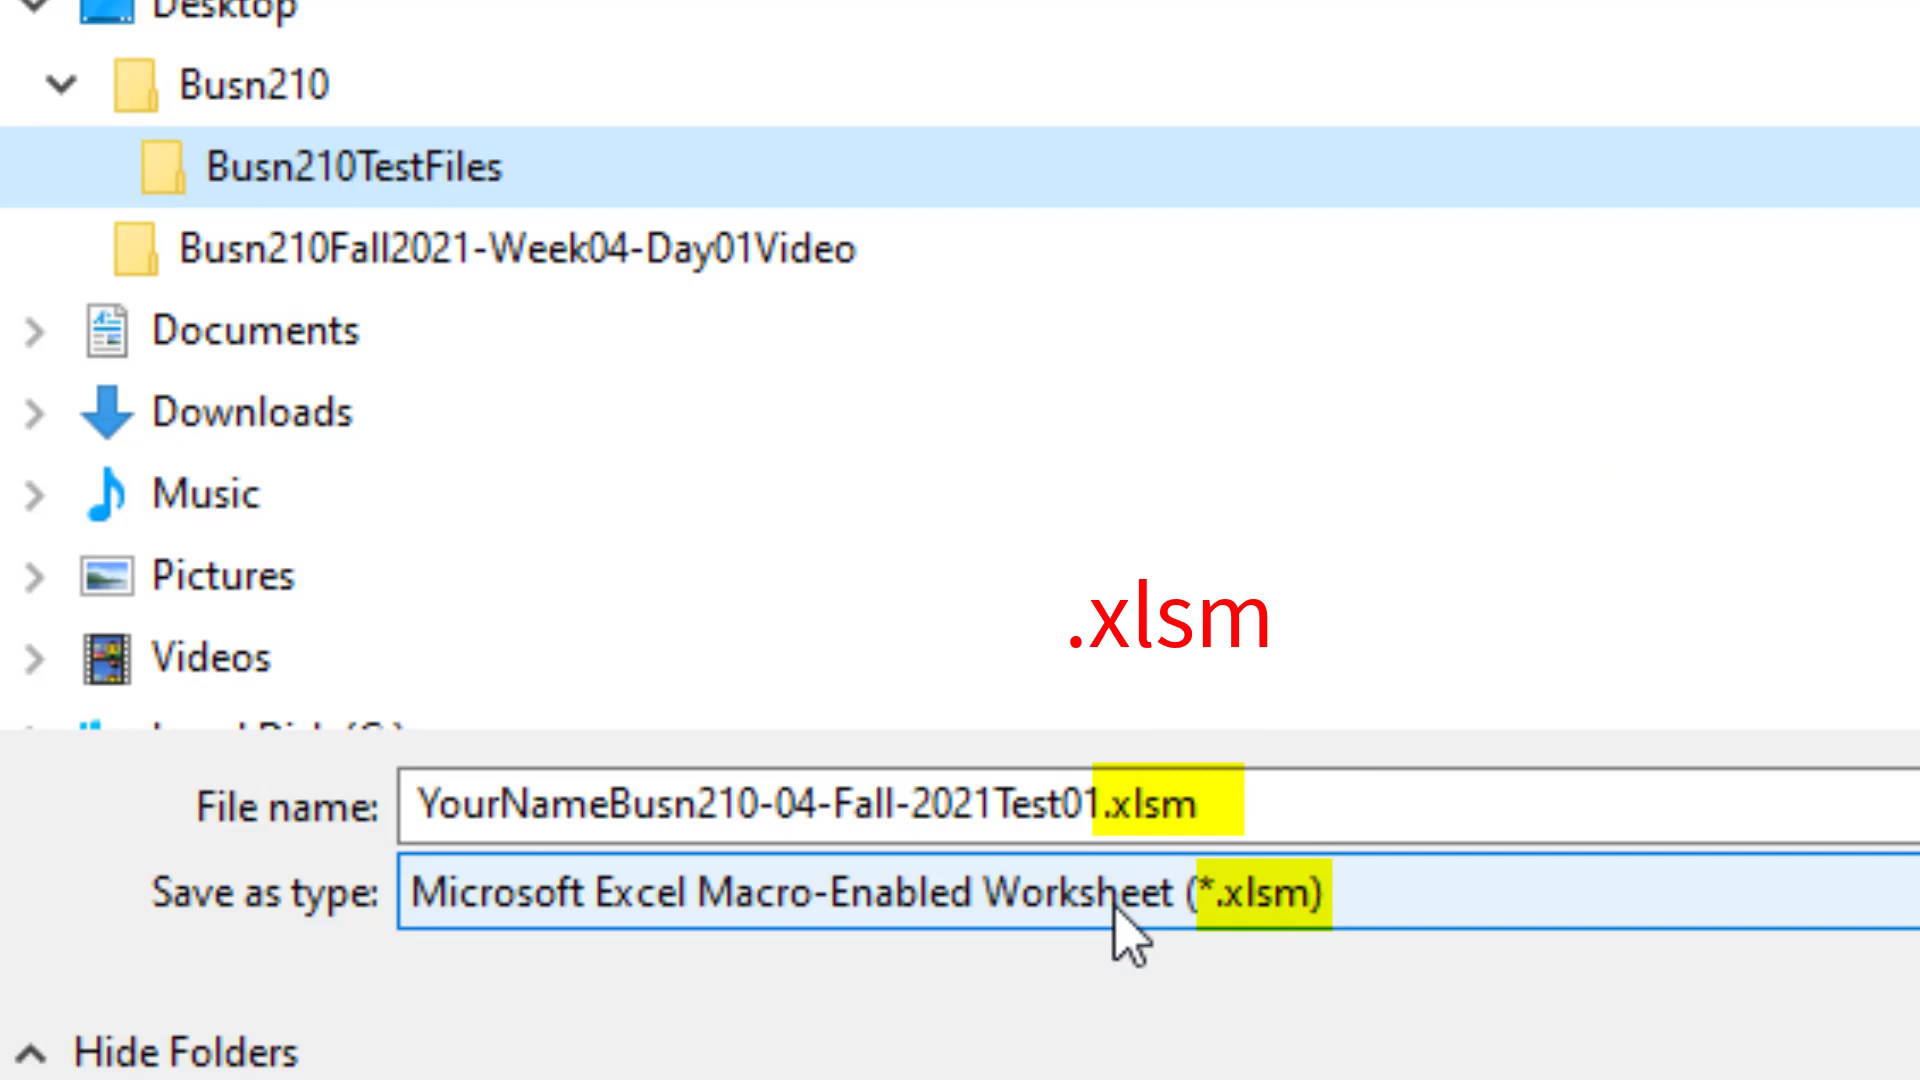 Desktop
Busn210
Busn210TestFiles
Busn210Fall2021-Week04-Day01Video
Documents
Downloads
Music
Pictures
.xlsm
Videos
File name: YourNameBusn210-04-Fall-2021Test01.xlsm
Save as type: Microsoft Excel Macro-Enabled Worksheet (*.xlsm)
Hide Folders